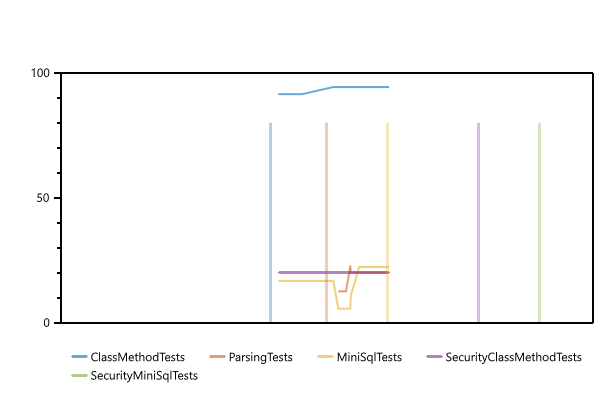 100
50
0
ClassMethodTests ParsingTests MiniSqlTests SecurityClassMethodTests
SecurityMiniSqlTests